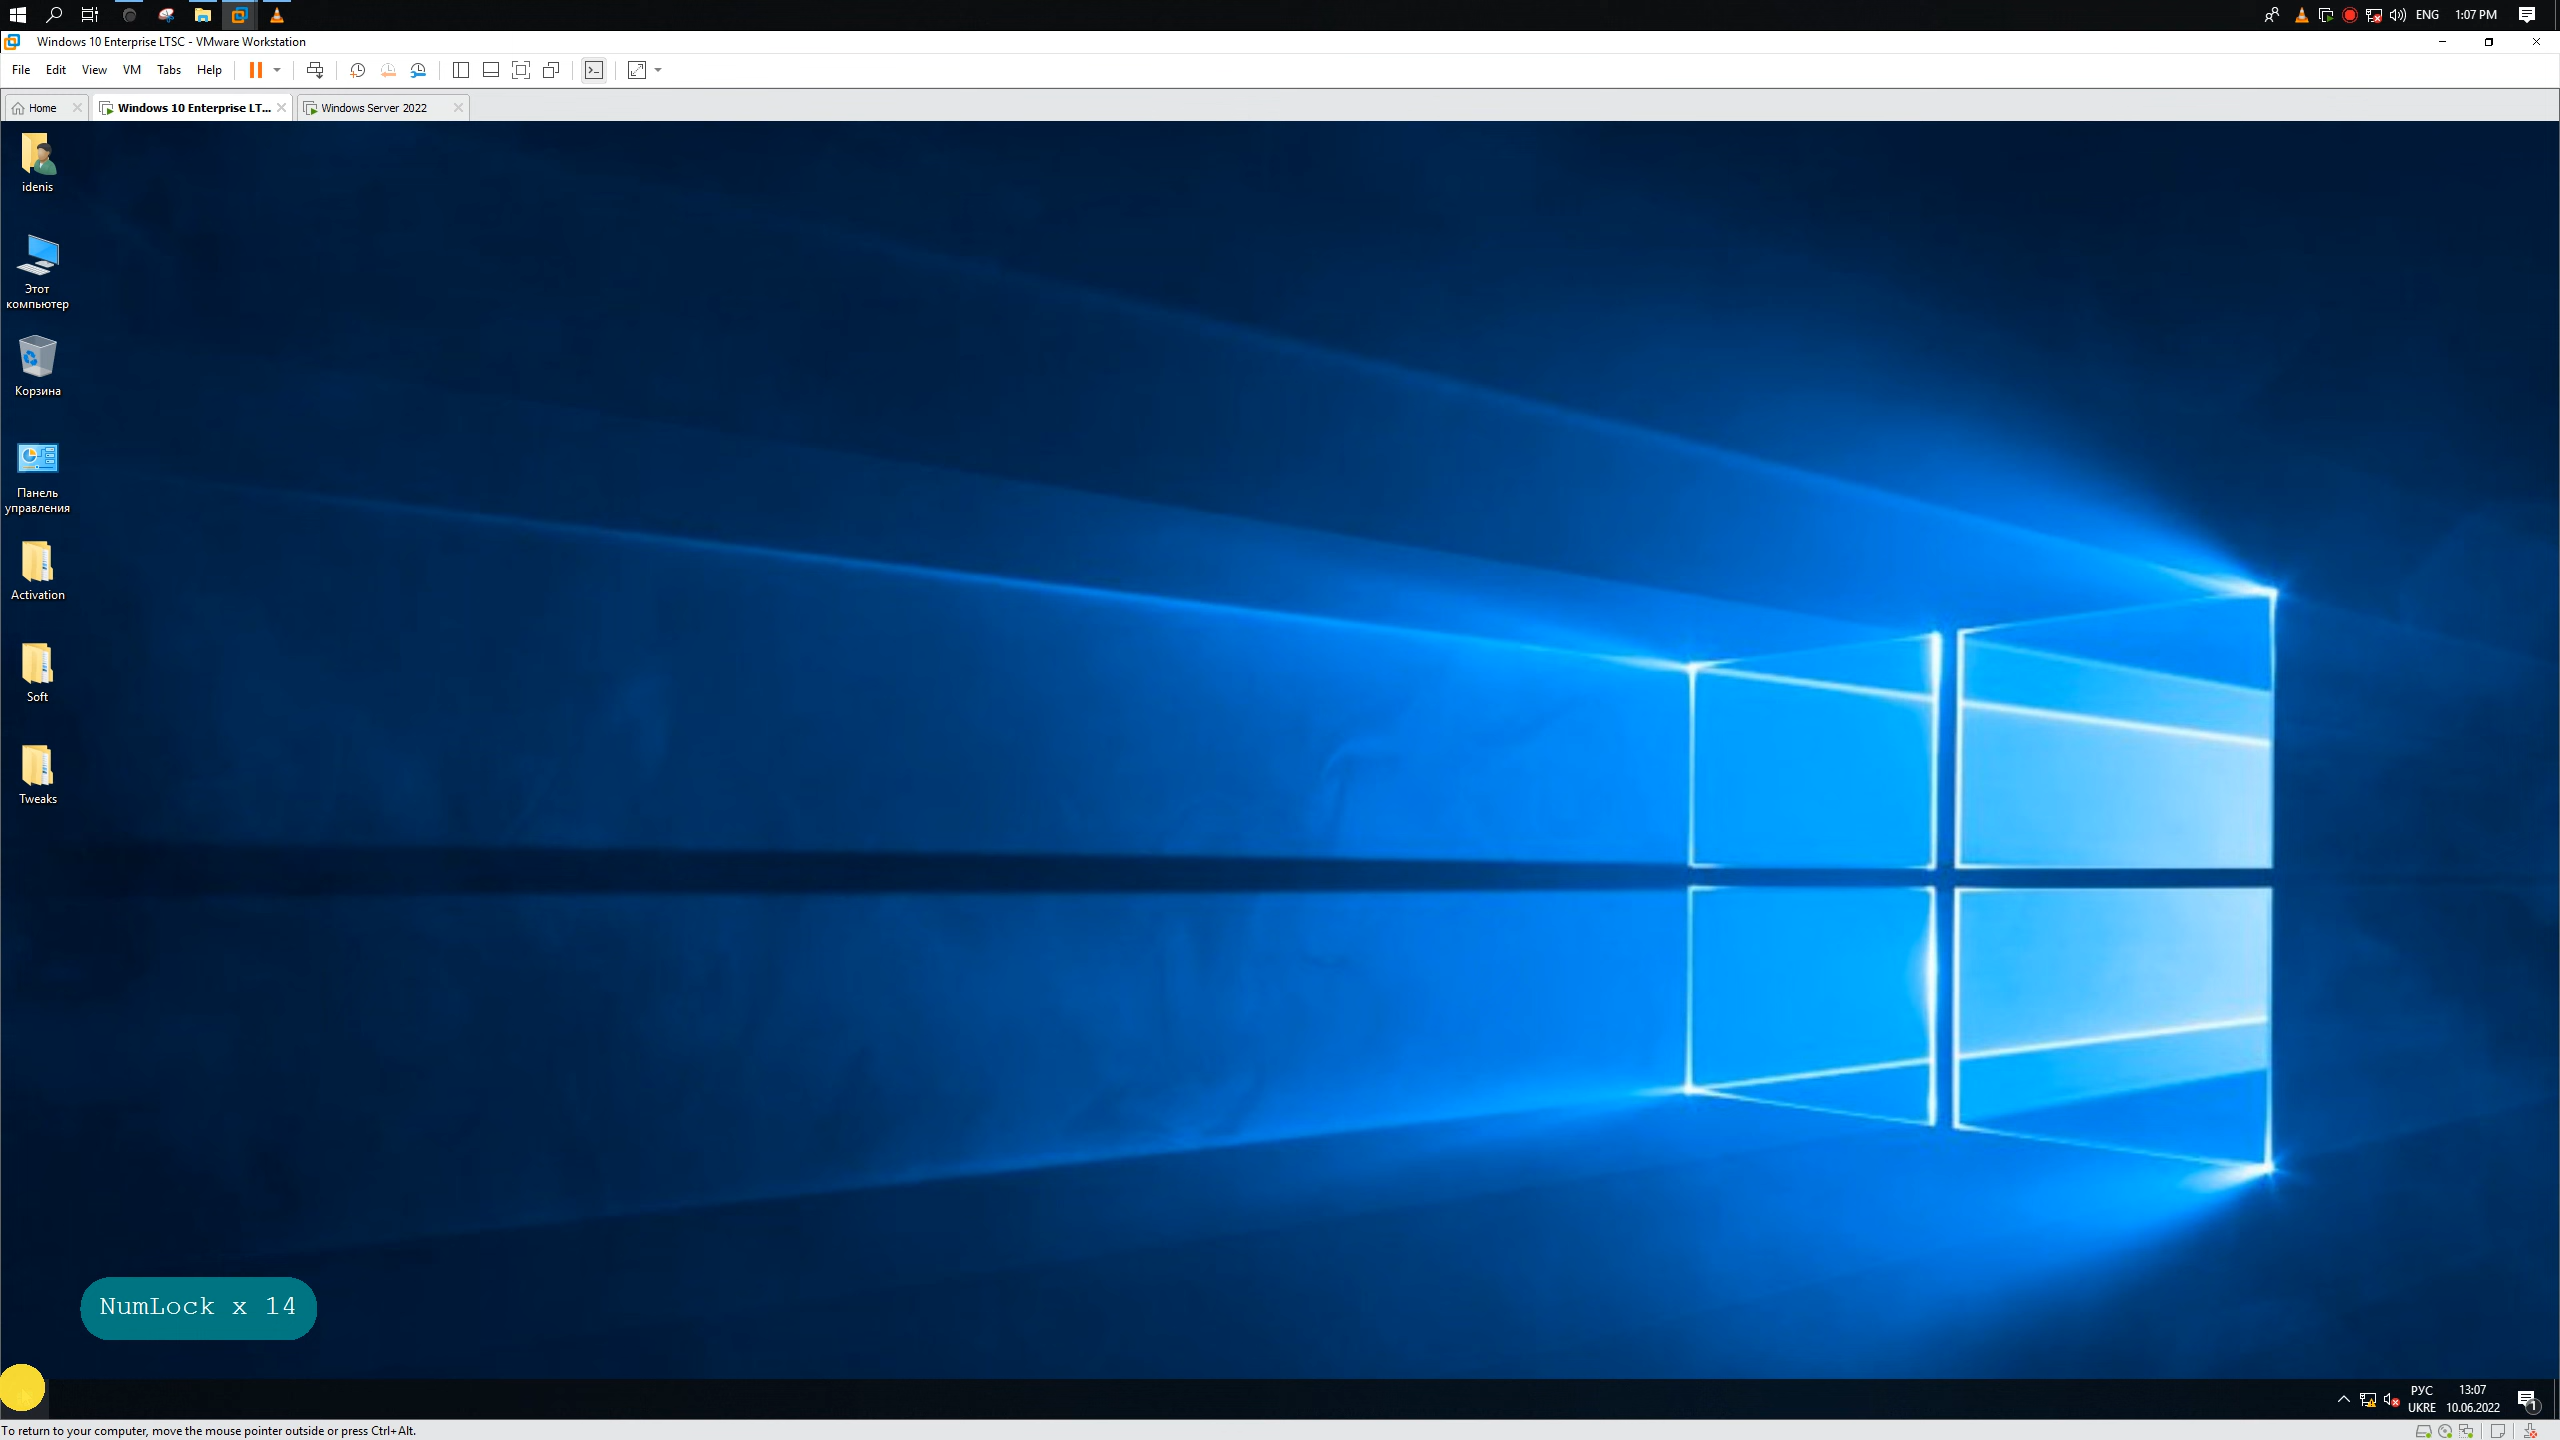 ENG 1:07 PM
Windows 10 Enterprise LTSC - VMware Workstation
File Edit View VM Tabs Help
Home Windows 10 Enterprise LT... Windows Server 2022
idenis
Этот
компьютер
Корзина
Панель
управления
Activation
Soft
Tweaks
NumLock x 14
РУС 13:07
UKRE 10.06.2022
1
To return to your computer, move the mouse pointer outside or press Ctrl+Alt.